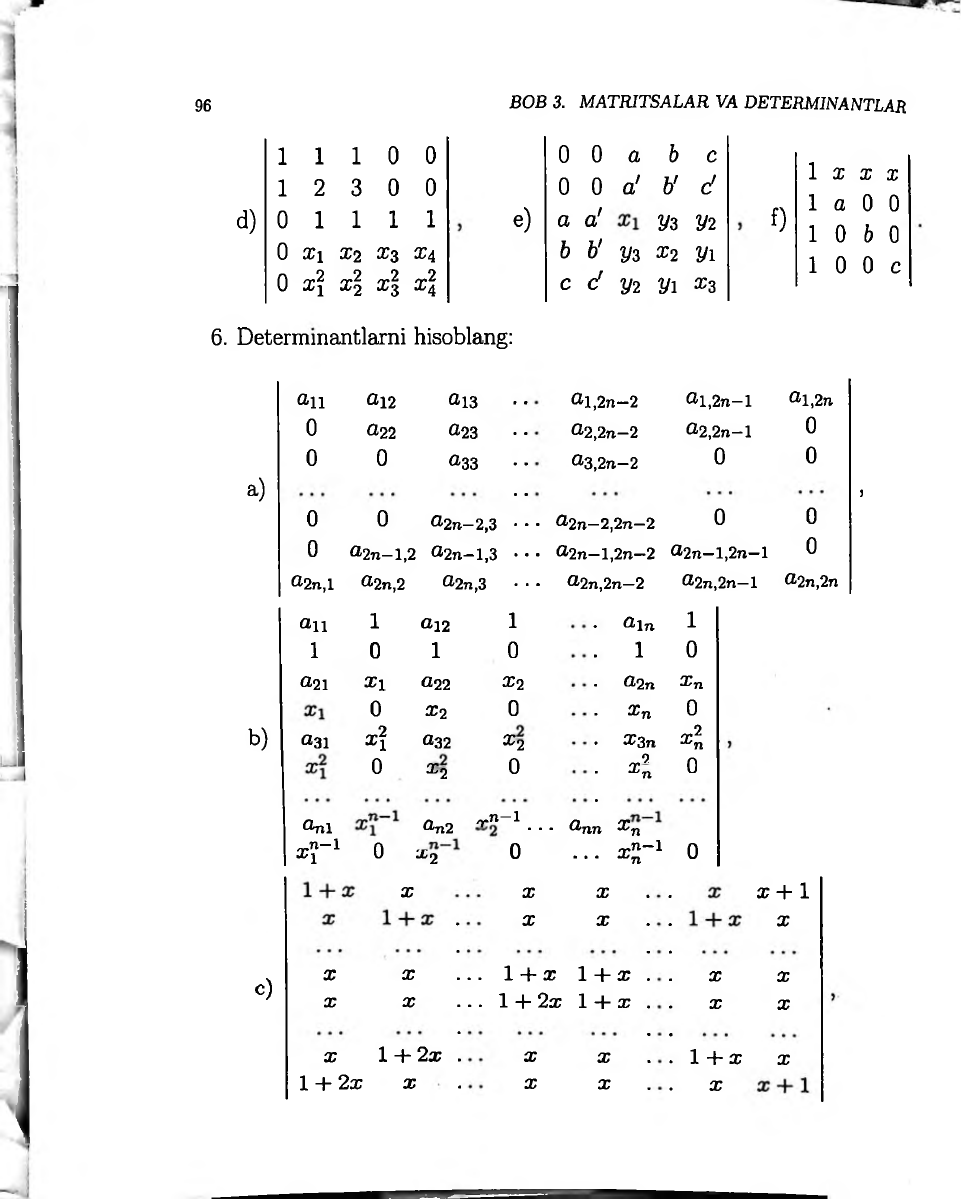 96 BOB 3. MATRITSALAR VA DETERMINANTLAR
d) | 1 1 1 0 0 |
| 1 2 3 0 0 |
| 0 1 1 1 1 | ,
| 0 x₁ x₂ x₃ x₄ |
| 0 x₁² x₂² x₃² x₄² |
e) | 0 0 a b c |
| 0 0 a′ b′ c′ |
| a a′ x₁ y₃ y₂ | ,
| b b′ y₃ x₂ y₁ |
| c c′ y₂ y₁ x₃ |
f) | 1 x x x |
| 1 a 0 0 |
| 1 0 b 0 | .
| 1 0 0 c |
6. Determinantlarni hisoblang:
a) | a₁₁ a₁₂ a₁₃ ... a₁,₂ₙ₋₂ a₁,₂ₙ₋₁ a₁,₂ₙ |
| 0 a₂₂ a₂₃ ... a₂,₂ₙ₋₂ a₂,₂ₙ₋₁ 0 |
| 0 0 a₃₃ ... a₃,₂ₙ₋₂ 0 0 |
| ... ... ... ... ... ... ... | ,
| 0 0 a₂ₙ₋₂,₃ ... a₂ₙ₋₂,₂ₙ₋₂ 0 0 |
| 0 a₂ₙ₋₁,₂ a₂ₙ₋₁,₃ ... a₂ₙ₋₁,₂ₙ₋₂ a₂ₙ₋₁,₂ₙ₋₁ 0 |
| a₂ₙ,₁ a₂ₙ,₂ a₂ₙ,₃ ... a₂ₙ,₂ₙ₋₂ a₂ₙ,₂ₙ₋₁ a₂ₙ,₂ₙ |
b) | a₁₁ 1 a₁₂ 1 ... a₁ₙ 1 |
| 1 0 1 0 ... 1 0 |
| a₂₁ x₁ a₂₂ x₂ ... a₂ₙ xₙ |
| x₁ 0 x₂ 0 ... xₙ 0 |
| a₃₁ x₁² a₃₂ x₂² ... x₃ₙ xₙ² | ,
| x₁² 0 x₂² 0 ... xₙ² 0 |
| ... ... ... ... ... ... ... |
| aₙ₁ x₁ⁿ⁻¹ aₙ₂ x₂ⁿ⁻¹ ... aₙₙ xₙⁿ⁻¹ |
| x₁ⁿ⁻¹ 0 x₂ⁿ⁻¹ 0 ... xₙⁿ⁻¹ 0 |
c) | 1 + x x ... x x ... x x + 1 |
| x 1 + x ... x x ... 1 + x x |
| ... ... ... ... ... ... ... ... |
| x x ... 1 + x 1 + x ... x x |
| x x ... 1 + 2x 1 + x ... x x | ,
| ... ... ... ... ... ... ... ... |
| x 1 + 2x ... x x ... 1 + x x |
| 1 + 2x x ... x x ... x x + 1 |